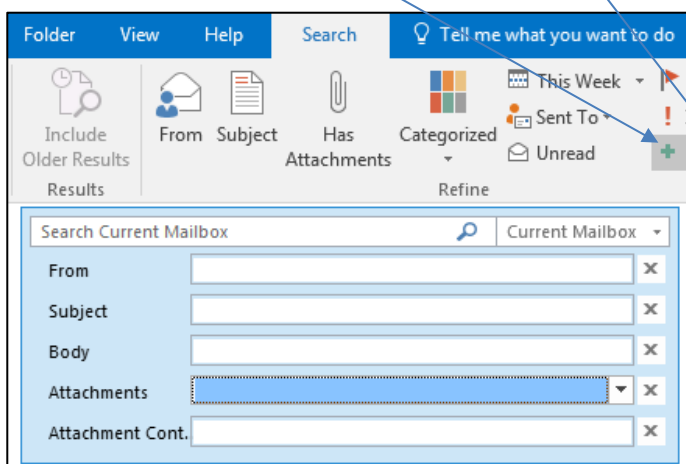 Folder View Help Search Tell me what you want to do
This Week
Sent To
Unread
Include
Older Results
From Subject
Has
Attachments
Categorized
Results
Refine
Search Current Mailbox
Current Mailbox
From
Subject
Body
Attachments
Attachment Cont.